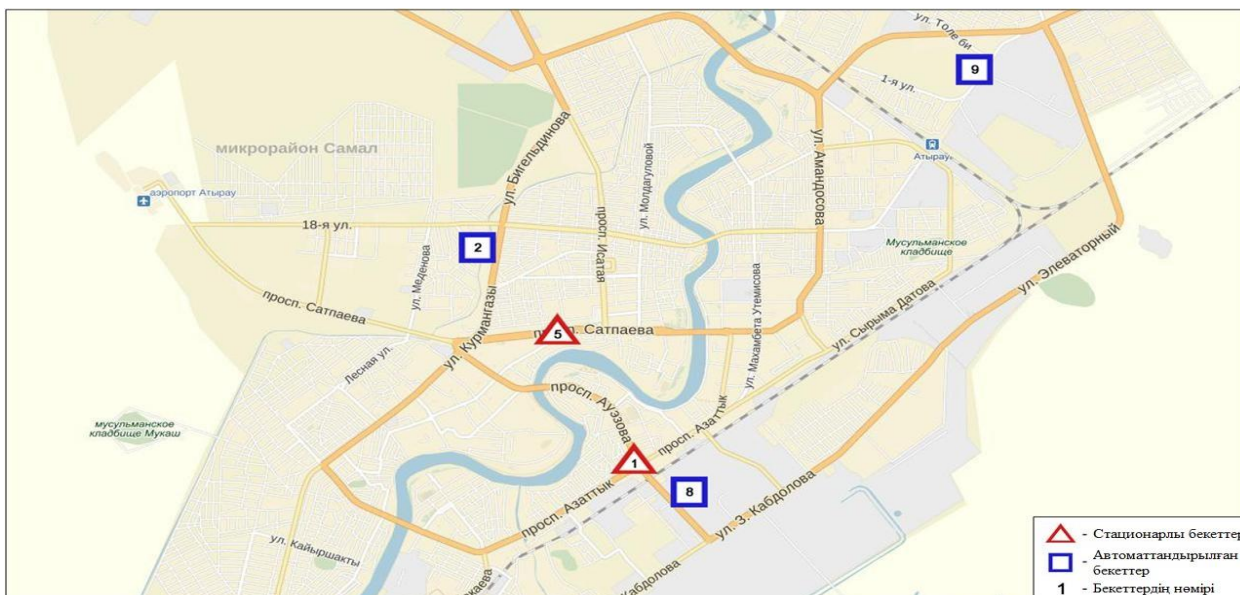 ул. Толе би
9
1-я ул.
ул. Бигельдинова
ул. Молдагуловой
ул. Амандосова
Атырау
микрорайон Самал
аэропорт Атырау
18-я ул.
просп. Исатая
2
Мусульманское
кладбище
ул. Элеваторный
ул. Меденова
ул. Курмангазы
ул. Махамбета Утемисова
ул. Сырыма Датова
просп. Сатпаева
5
Сатпаева
Лесная ул.
просп. Ауэзова
мусульманское
кладбище Мукаш
просп. Азаттык
1
8
просп. Азаттык
ул. З. Кабдолова
ул. Кайыршакты
Кабдолова
- Стационарлы бекеттер
- Автоматтандырылған
бекеттер
1 - Бекеттердің нөмірі